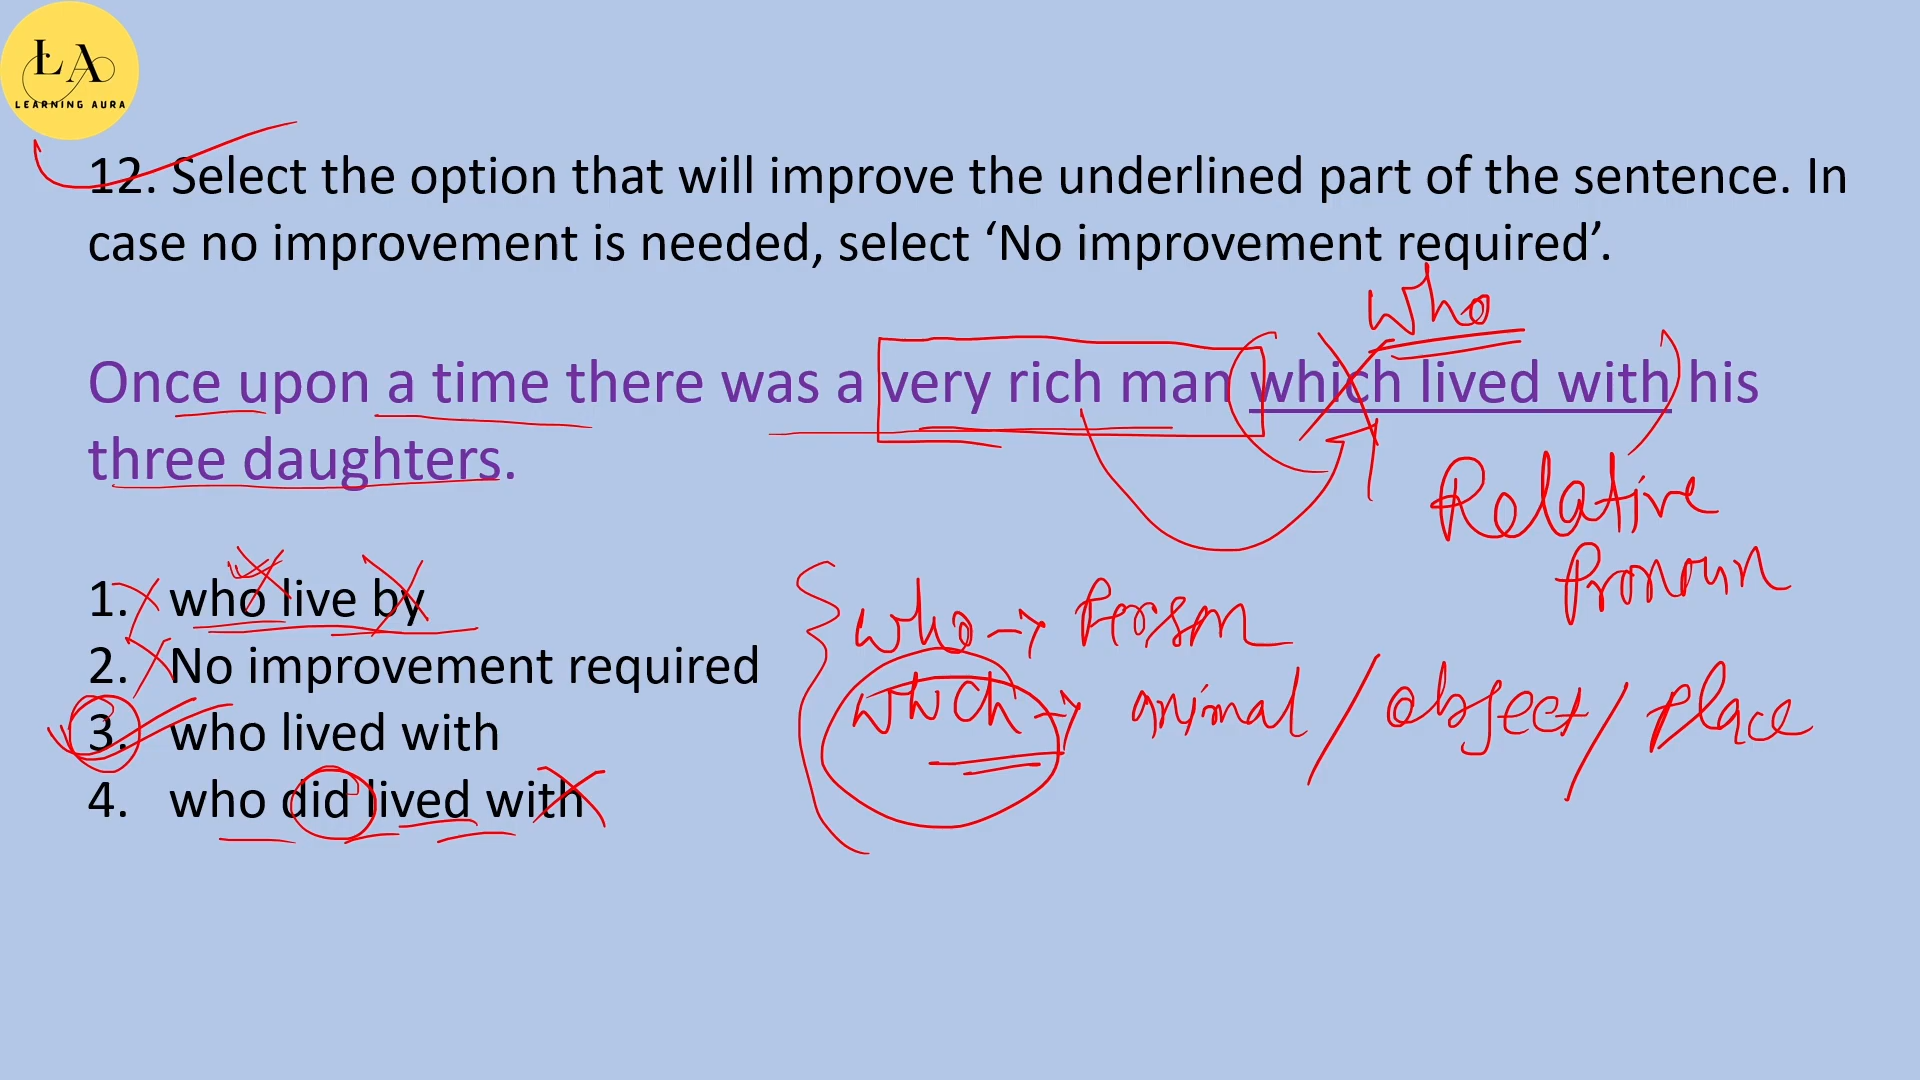 LA
LEARNING AURA
12. Select the option that will improve the underlined part of the sentence. In
case no improvement is needed, select ‘No improvement required’.
who
Once upon a time there was a very rich man which lived with his
three daughters.
Relative
Pronoun
1. who live by
2. No improvement required
3. who lived with
4. who did lived with
who → Person
which → animal / object / place